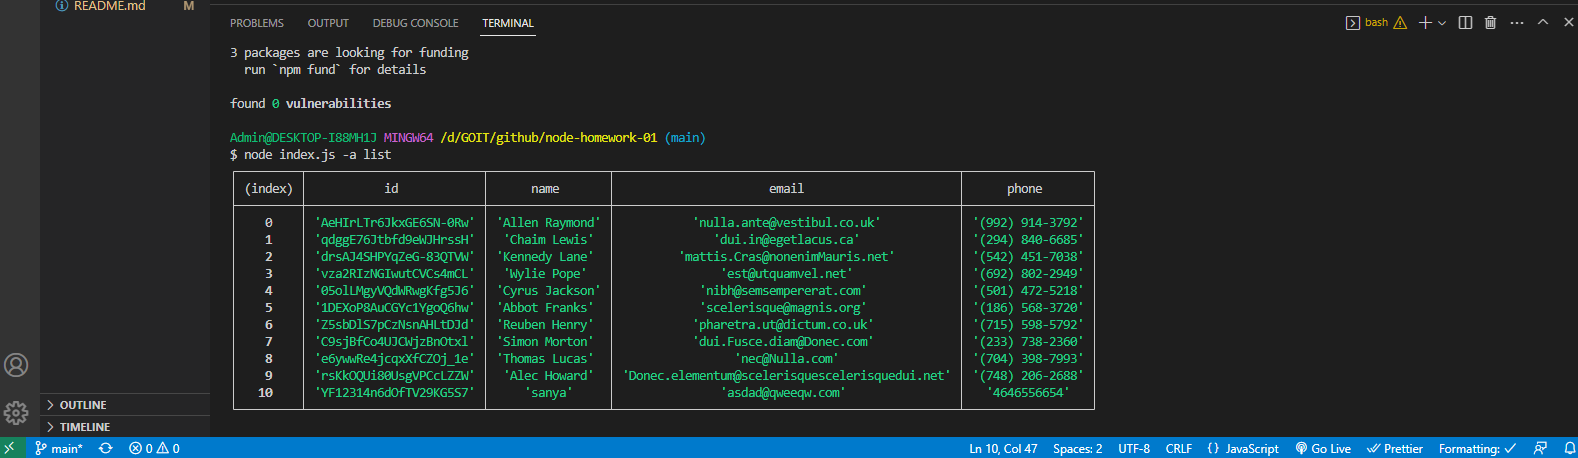 README.md M
PROBLEMS OUTPUT DEBUG CONSOLE TERMINAL bash
3 packages are looking for funding
run `npm fund` for details
found 0 vulnerabilities
Admin@DESKTOP-I88MH1J MINGW64 /d/GOIT/github/node-homework-01 (main)
$ node index.js -a list
(index) id name email phone
0 'AeHIrLTr6JkxGE6SN-0Rw' 'Allen Raymond' 'nulla.ante@vestibul.co.uk' '(992) 914-3792'
1 'qdggE76Jtbfd9eWJHrssH' 'Chaim Lewis' 'dui.in@egetlacus.ca' '(294) 840-6685'
2 'drsAJ4SHPYqZeG-83QTVW' 'Kennedy Lane' 'mattis.Cras@nonenimMauris.net' '(542) 451-7038'
3 'vza2RIzNGIwutCVCs4mCL' 'Wylie Pope' 'est@utquamvel.net' '(692) 802-2949'
4 '05olLMgyVQdWRwgKfg5J6' 'Cyrus Jackson' 'nibh@semsempererat.com' '(501) 472-5218'
5 '1DEXoP8AuCGYc1YgoQ6hw' 'Abbot Franks' 'scelerisque@magnis.org' '(186) 568-3720'
6 'Z5sbDlS7pCzNsnAHLtDJd' 'Reuben Henry' 'pharetra.ut@dictum.co.uk' '(715) 598-5792'
7 'C9sjBfCo4UJCWjzBnOtxl' 'Simon Morton' 'dui.Fusce.diam@Donec.com' '(233) 738-2360'
8 'e6ywwRe4jcqxXfCZOj_1e' 'Thomas Lucas' 'nec@Nulla.com' '(704) 398-7993'
9 'rsKkOQUi80UsgVPCcLZZW' 'Alec Howard' 'Donec.elementum@scelerisquescelerisquedui.net' '(748) 206-2688'
10 'YF12314n6dOfTV29KG5S7' 'sanya' 'asdad@qweeqw.com' '4646556654'
OUTLINE
TIMELINE
main* 0 0 Ln 10, Col 47 Spaces: 2 UTF-8 CRLF {} JavaScript Go Live Prettier Formatting: